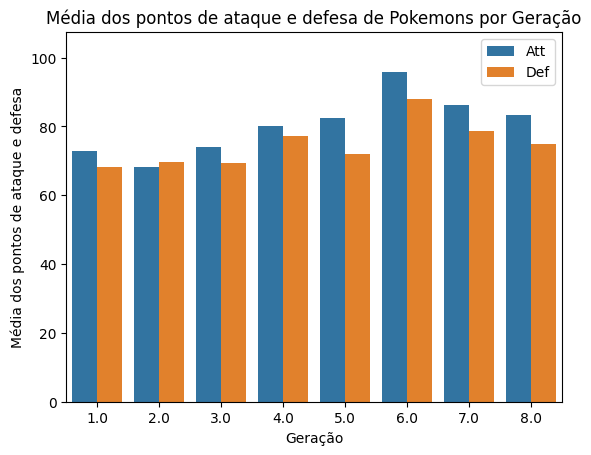 Média dos pontos de ataque e defesa de Pokemons por Geração
Att
Def
Média dos pontos de ataque e defesa
100
80
60
40
20
0
1.0 2.0 3.0 4.0 5.0 6.0 7.0 8.0
Geração